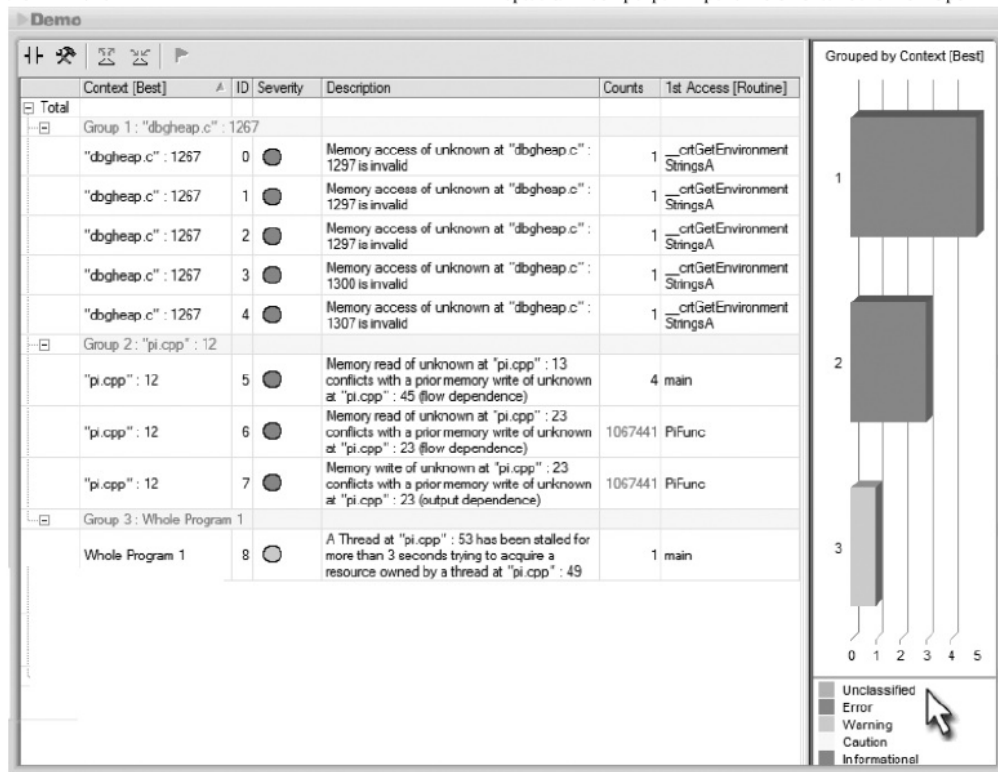 Demo
Context [Best] ID Severity Description Counts 1st Access [Routine]
Total
Group 1 : "dbgheap.c" : 1267
"dbgheap.c" : 1267 0 Memory access of unknown at "dbgheap.c" : 1 __crtGetEnvironment
1297 is invalid StringsA
"dbgheap.c" : 1267 1 Memory access of unknown at "dbgheap.c" : 1 __crtGetEnvironment
1297 is invalid StringsA
"dbgheap.c" : 1267 2 Memory access of unknown at "dbgheap.c" : 1 __crtGetEnvironment
1297 is invalid StringsA
"dbgheap.c" : 1267 3 Memory access of unknown at "dbgheap.c" : 1 __crtGetEnvironment
1300 is invalid StringsA
"dbgheap.c" : 1267 4 Memory access of unknown at "dbgheap.c" : 1 __crtGetEnvironment
1307 is invalid StringsA
Group 2 : "pi.cpp" : 12
Memory read of unknown at "pi.cpp" : 13
"pi.cpp" : 12 5 conflicts with a prior memory write of unknown 4 main
at "pi.cpp" : 45 (flow dependence)
Memory read of unknown at "pi.cpp" : 23
"pi.cpp" : 12 6 conflicts with a prior memory write of unknown 1067441 PiFunc
at "pi.cpp" : 23 (flow dependence)
Memory write of unknown at "pi.cpp" : 23
"pi.cpp" : 12 7 conflicts with a prior memory write of unknown 1067441 PiFunc
at "pi.cpp" : 23 (output dependence)
Group 3 : Whole Program 1
A Thread at "pi.cpp" : 53 has been stalled for
Whole Program 1 8 more than 3 seconds trying to acquire a 1 main
resource owned by a thread at "pi.cpp" : 49
Grouped by Context [Best]
1
2
3
0 1 2 3 4 5
Unclassified
Error
Warning
Caution
Informational